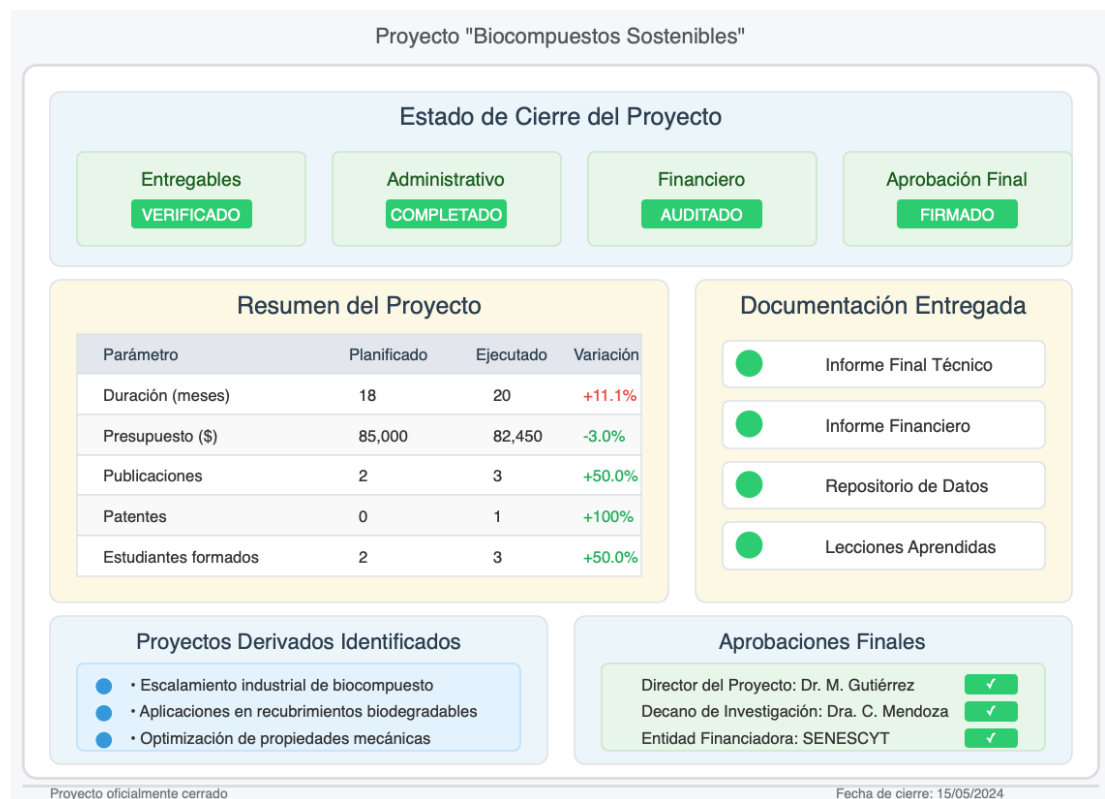 Proyecto "Biocompuestos Sostenibles"
Estado de Cierre del Proyecto
Entregables
VERIFICADO
Administrativo
COMPLETADO
Financiero
AUDITADO
Aprobación Final
FIRMADO
Resumen del Proyecto
Parámetro Planificado Ejecutado Variación
Duración (meses) 18 20 +11.1%
Presupuesto ($) 85,000 82,450 -3.0%
Publicaciones 2 3 +50.0%
Patentes 0 1 +100%
Estudiantes formados 2 3 +50.0%
Documentación Entregada
Informe Final Técnico
Informe Financiero
Repositorio de Datos
Lecciones Aprendidas
Proyectos Derivados Identificados
• Escalamiento industrial de biocompuesto
• Aplicaciones en recubrimientos biodegradables
• Optimización de propiedades mecánicas
Aprobaciones Finales
Director del Proyecto: Dr. M. Gutiérrez ✓
Decano de Investigación: Dra. C. Mendoza ✓
Entidad Financiadora: SENESCYT ✓
Proyecto oficialmente cerrado
Fecha de cierre: 15/05/2024